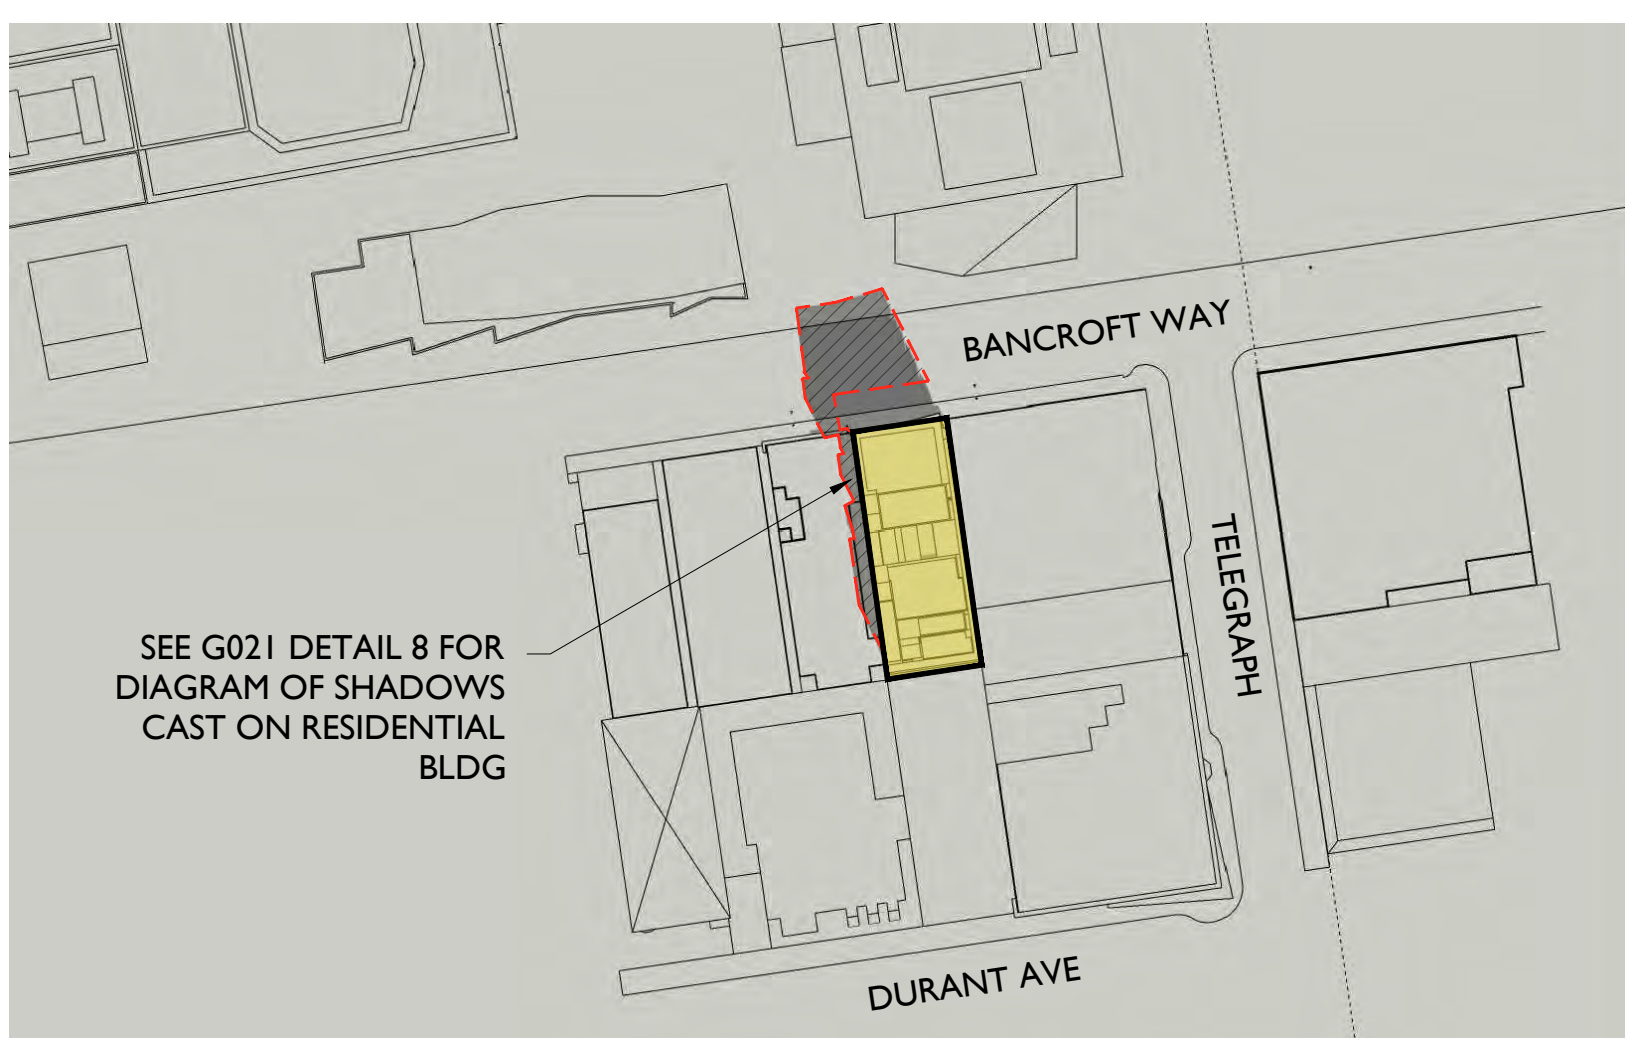 BANCROFT WAY
TELEGRAPH
SEE G021 DETAIL 8 FOR
DIAGRAM OF SHADOWS
CAST ON RESIDENTIAL
BLDG
DURANT AVE